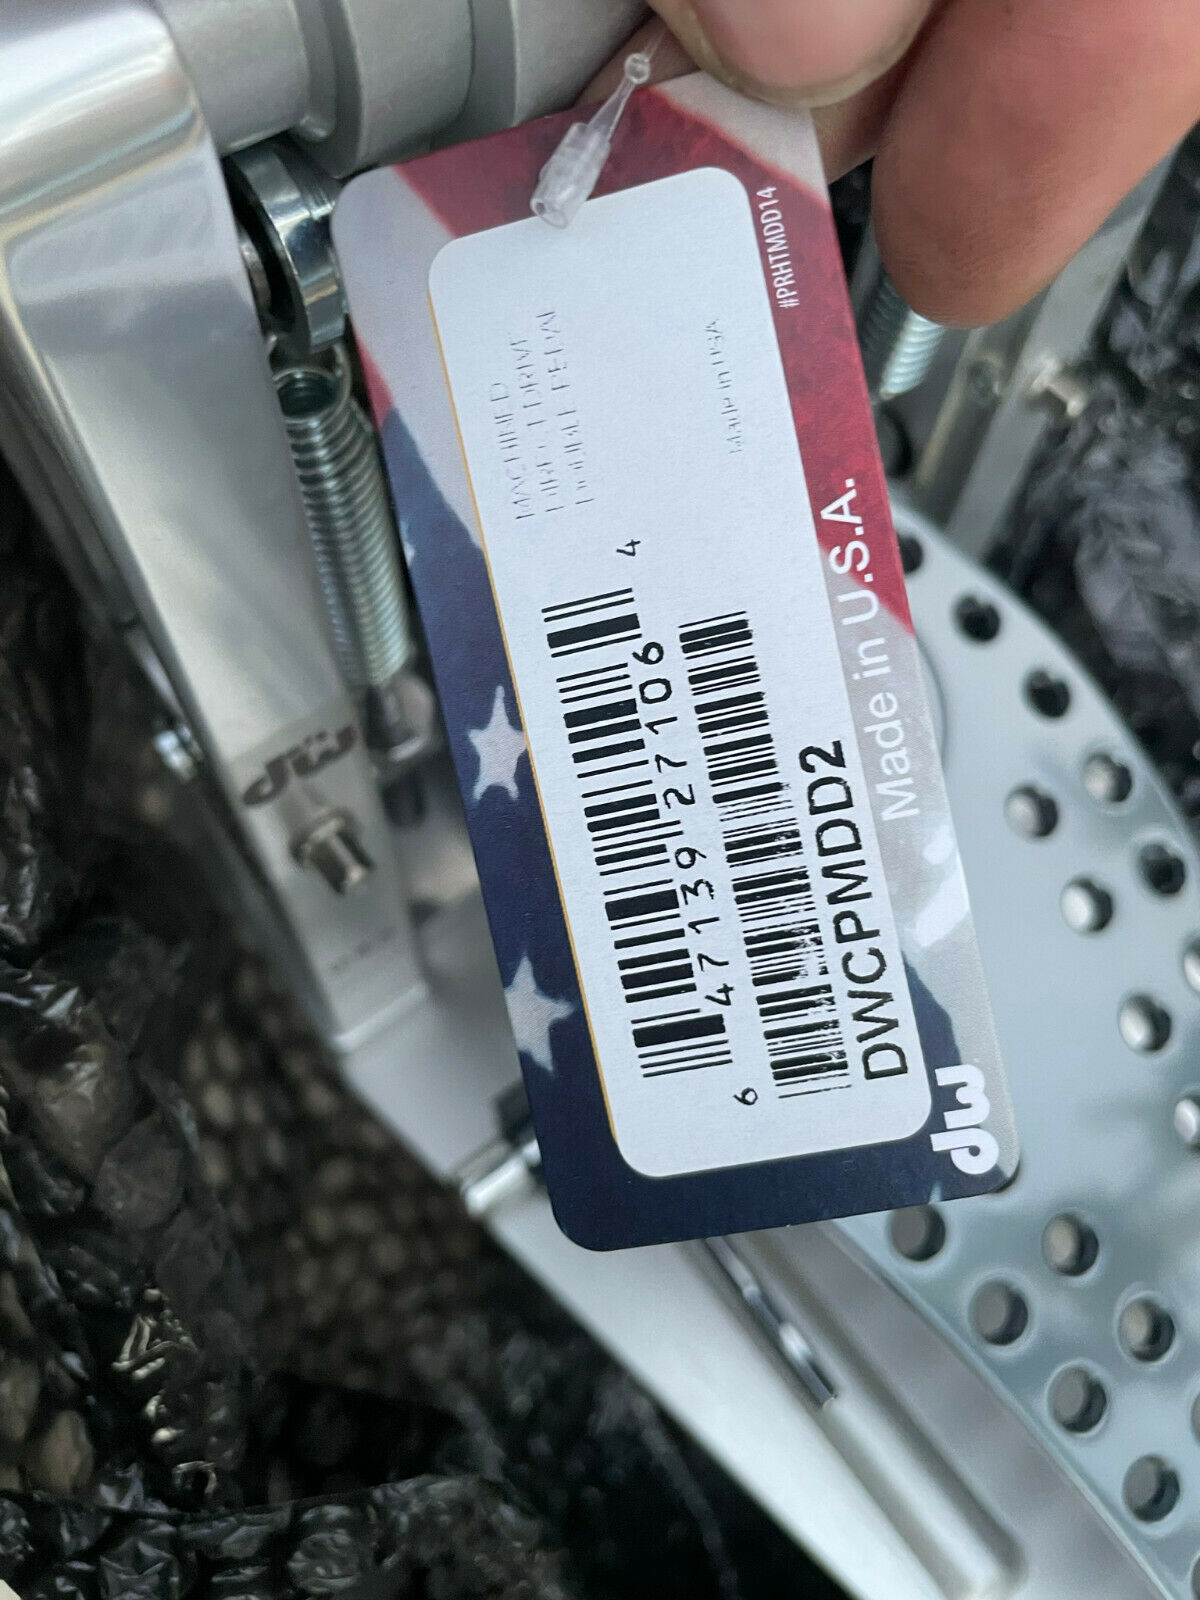 MACHINED
DIRECT DRIVE
DOUBLE PEDAL
Made In USA
6 47139 27106 4
DWCPMDD2
Made in U.S.A.
#PRHTMDD14
dw
dw